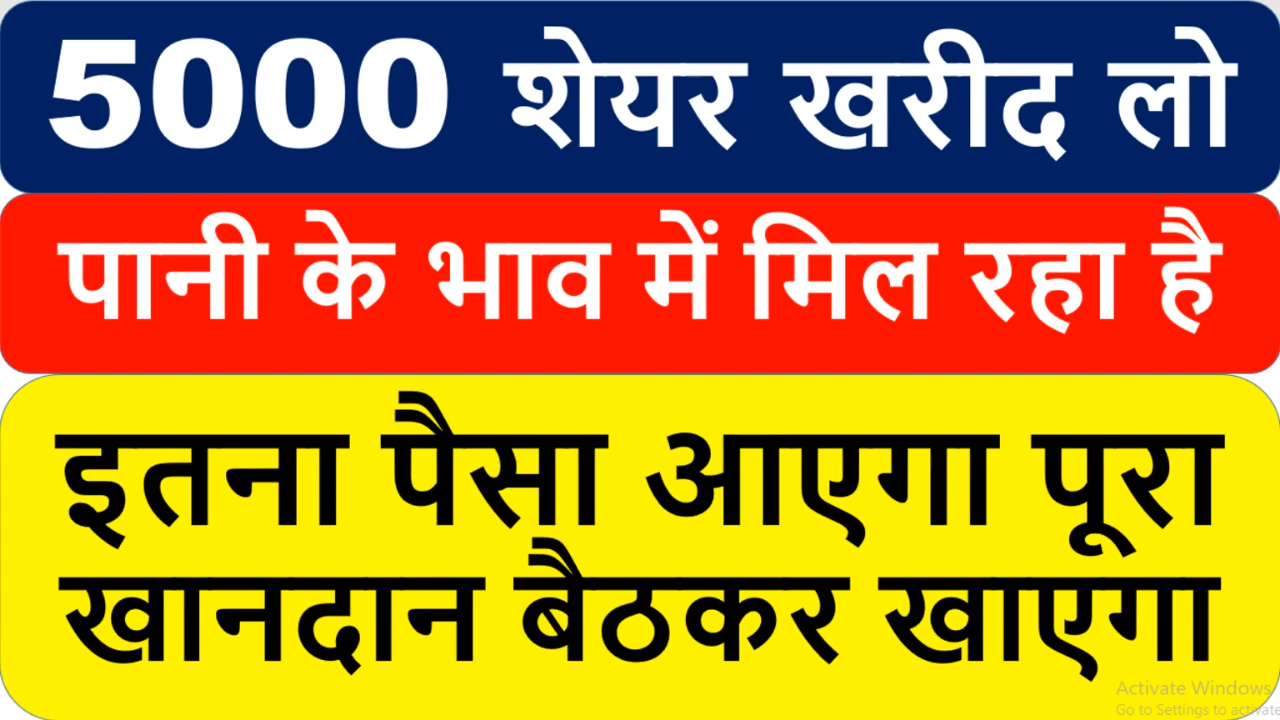 5000 शेयर खरीद लो
पानी के भाव में मिल रहा है
इतना पैसा आएगा पूरा
खानदान बैठकर खाएगा
Activate Windows
Go to Settings to activate